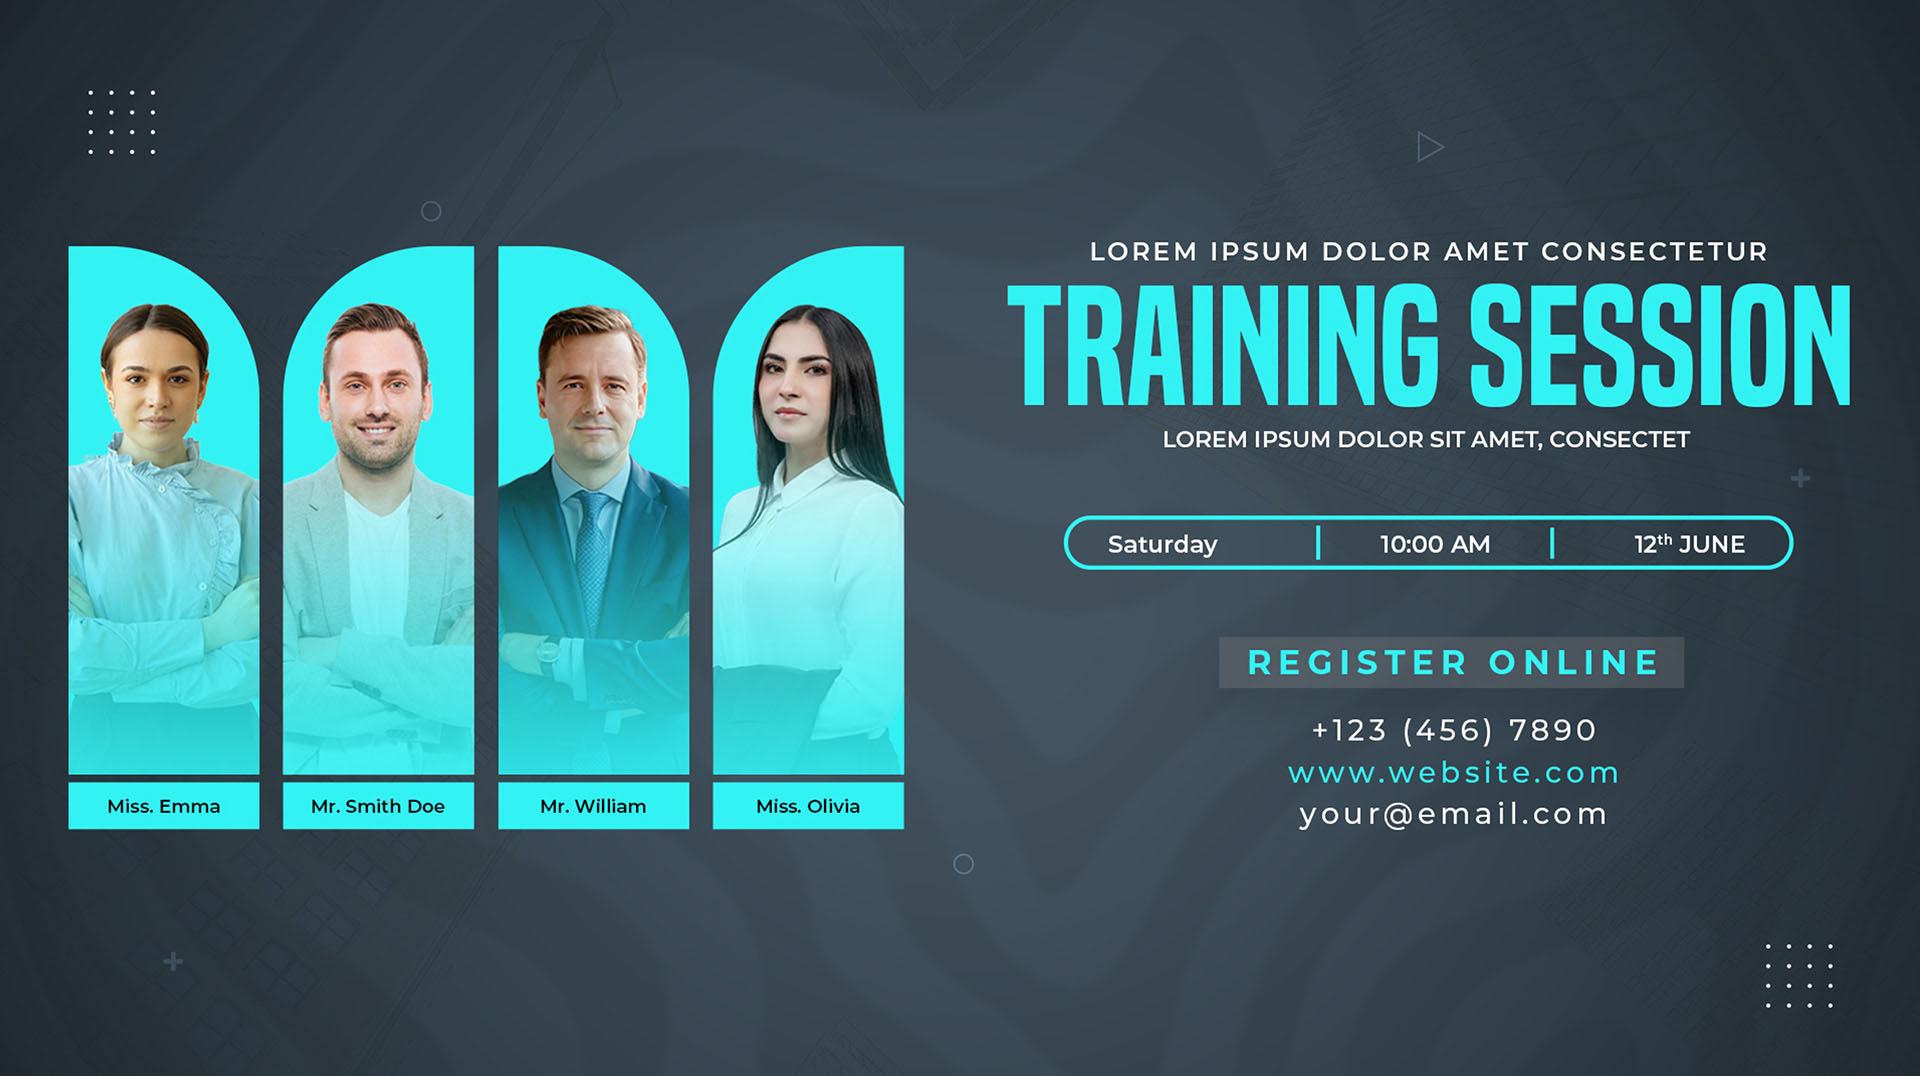 LOREM IPSUM DOLOR AMET CONSECTETUR
TRAINING SESSION
LOREM IPSUM DOLOR SIT AMET, CONSECTET
Saturday | 10:00 AM | 12th JUNE
REGISTER ONLINE
+123 (456) 7890
www.website.com
your@email.com
Miss. Emma
Mr. Smith Doe
Mr. William
Miss. Olivia